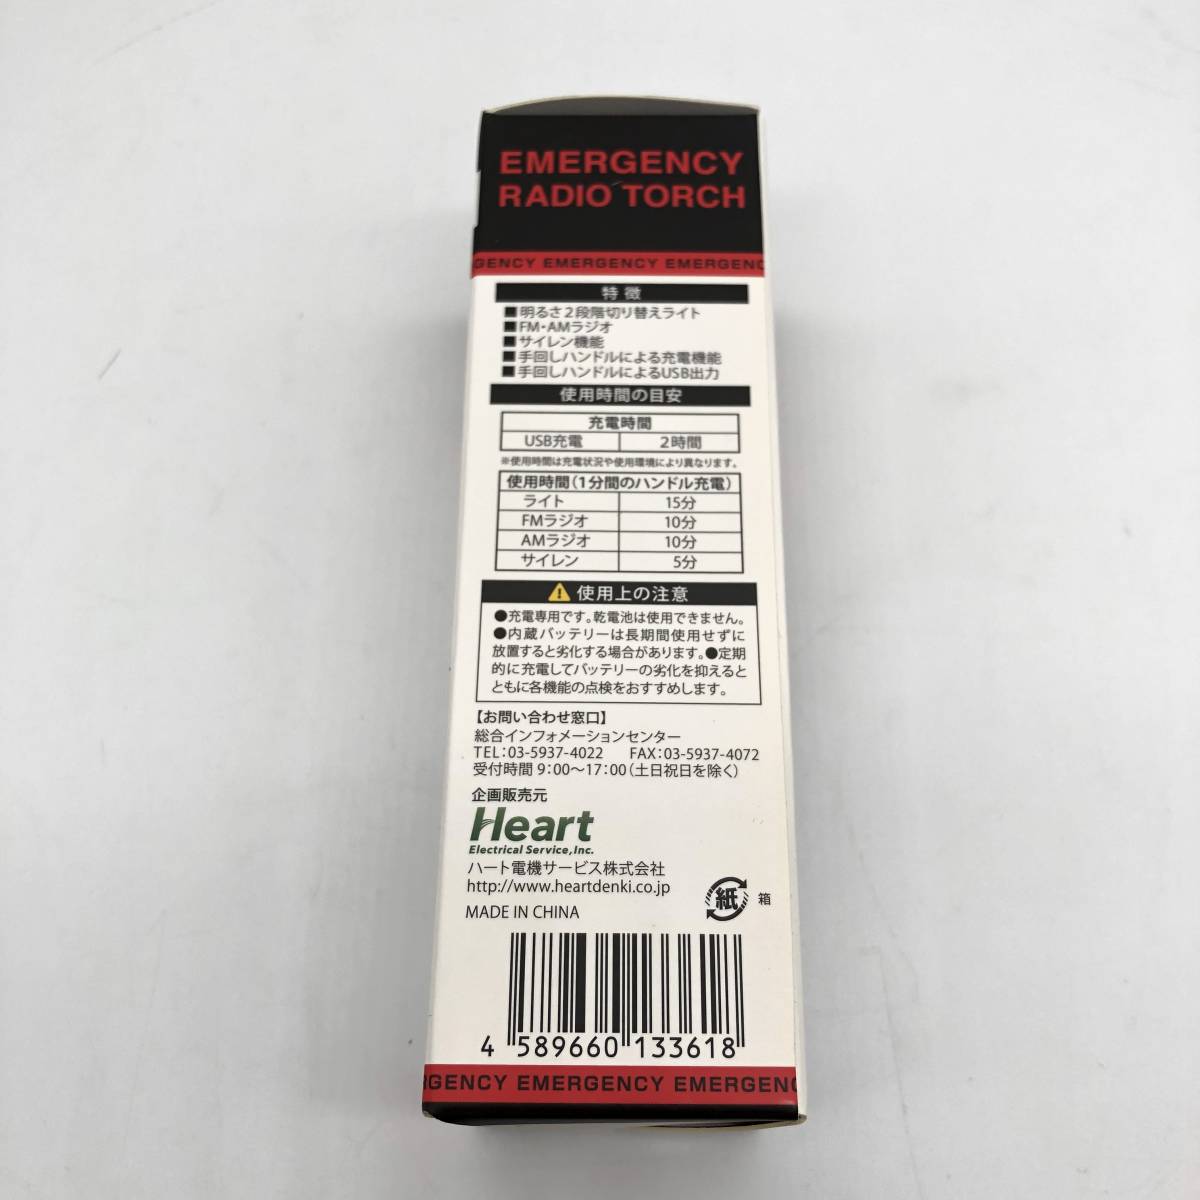 EMERGENCY
RADIO TORCH
GENCY EMERGENCY EMERGENC
特徴
■明るさ2段階切り替えライト
■FM・AMラジオ
■サイレン機能
■手回しハンドルによる充電機能
■手回しハンドルによるUSB出力
使用時間の目安
充電時間
USB充電 2時間
※使用時間は充電状況や使用環境により異なります。
使用時間(1分間のハンドル充電)
ライト 15分
FMラジオ 10分
AMラジオ 10分
サイレン 5分
使用上の注意
●充電専用です。乾電池は使用できません。
●内蔵バッテリーは長期間使用せずに
放置すると劣化する場合があります。●定期
的に充電してバッテリーの劣化を抑えると
ともに各機能の点検をおすすめします。
【お問い合わせ窓口】
総合インフォメーションセンター
TEL:03-5937-4022 FAX:03-5937-4072
受付時間 9:00〜17:00(土日祝日を除く)
企画販売元
Heart
Electrical Service, Inc.
ハート電機サービス株式会社
http://www.heartdenki.co.jp
紙 箱
MADE IN CHINA
4 589660 133618
GENCY EMERGENCY EMERGENC